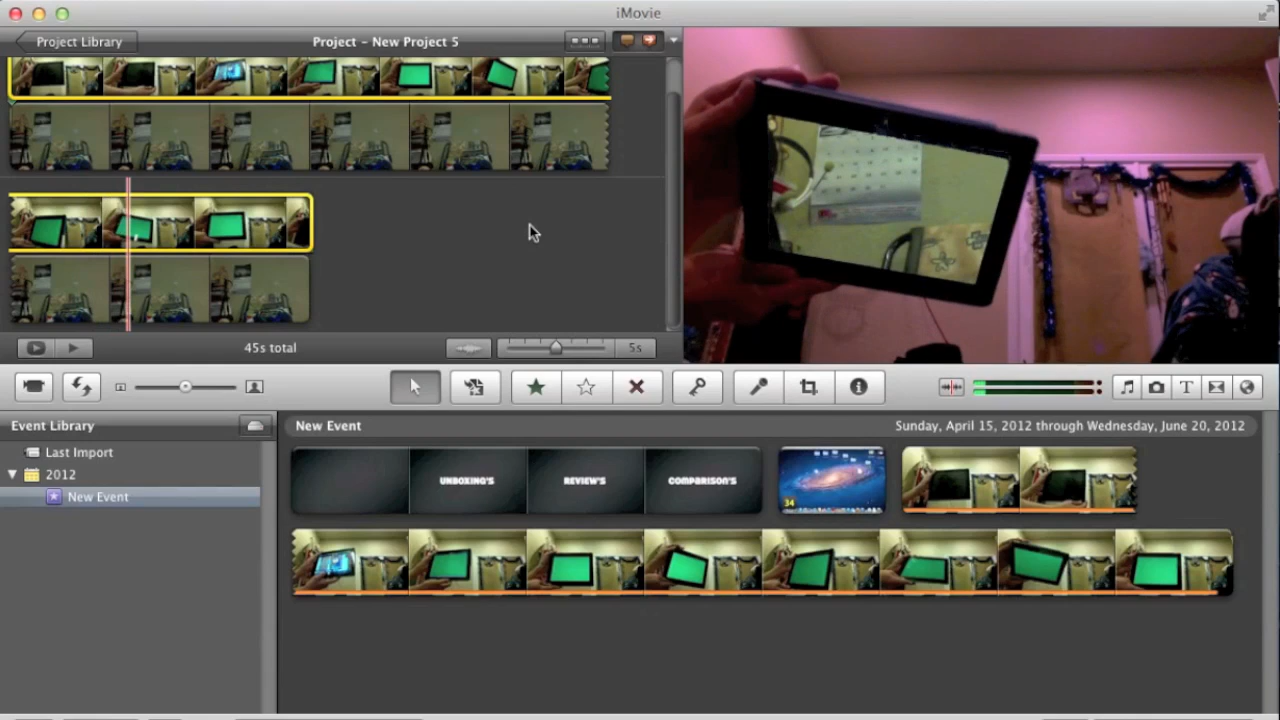 iMovie
Project Library
Project - New Project 5
45s total
5s
Event Library
New Event
Sunday, April 15, 2012 through Wednesday, June 20, 2012
Last Import
2012
New Event
UNBOXING'S
REVIEW'S
COMPARISON'S
34